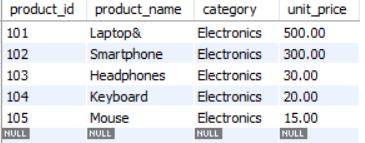 product_id product_name category unit_price
101 Laptop& Electronics 500.00
102 Smartphone Electronics 300.00
103 Headphones Electronics 30.00
104 Keyboard Electronics 20.00
105 Mouse Electronics 15.00
NULL NULL NULL NULL